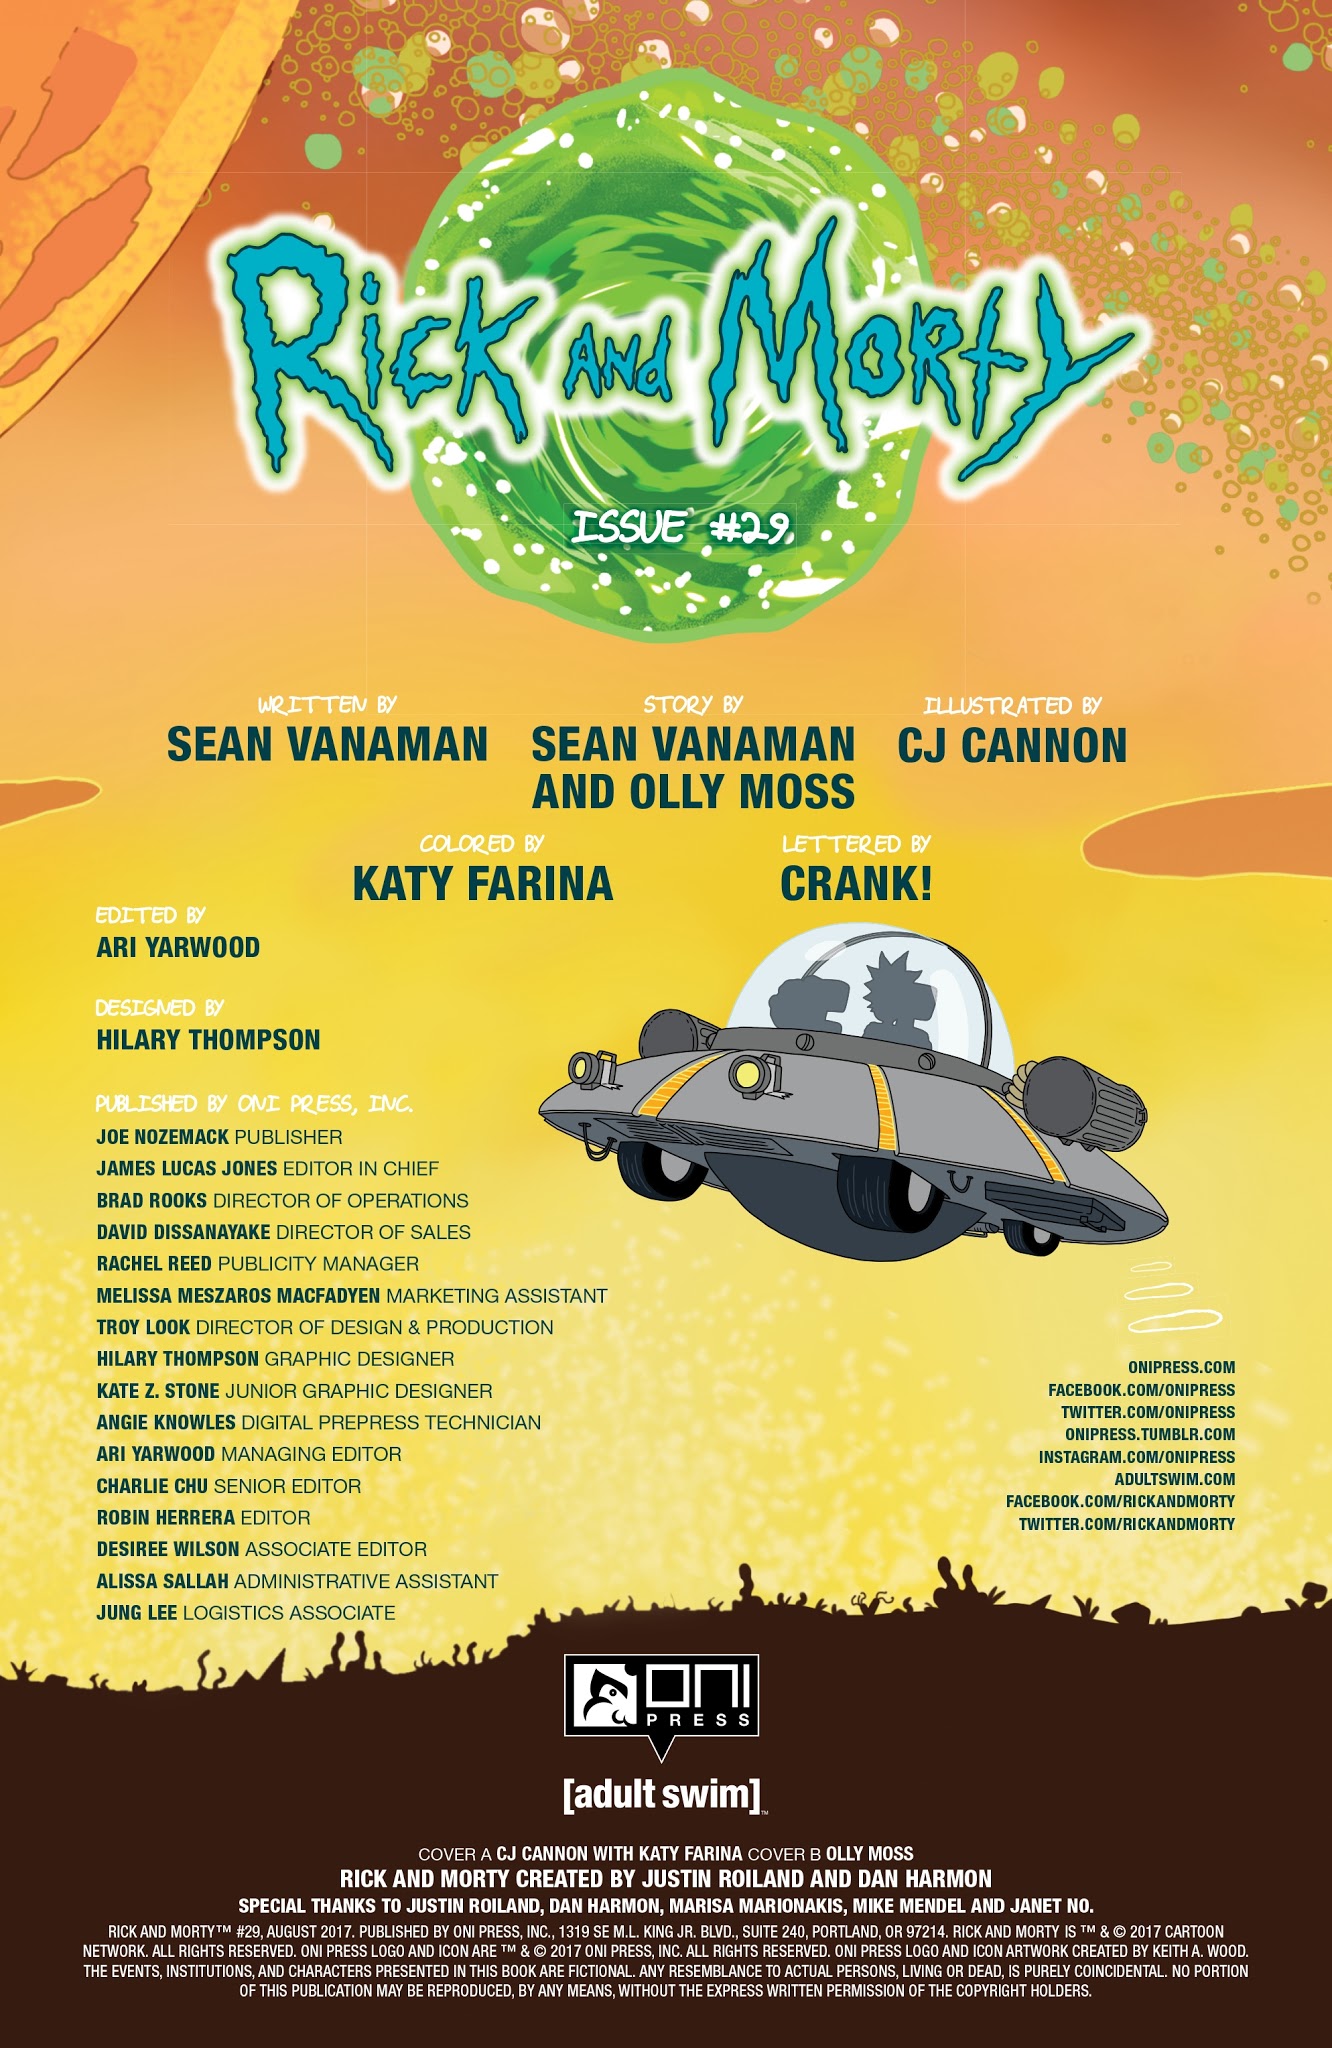 RICK AND MORTY
ISSUE #29
WRITTEN BY
SEAN VANAMAN
STORY BY
SEAN VANAMAN
AND OLLY MOSS
ILLUSTRATED BY
CJ CANNON
COLORED BY
KATY FARINA
LETTERED BY
CRANK!
EDITED BY
ARI YARWOOD
DESIGNED BY
HILARY THOMPSON
PUBLISHED BY ONI PRESS, INC.
JOE NOZEMACK PUBLISHER
JAMES LUCAS JONES EDITOR IN CHIEF
BRAD ROOKS DIRECTOR OF OPERATIONS
DAVID DISSANAYAKE DIRECTOR OF SALES
RACHEL REED PUBLICITY MANAGER
MELISSA MESZAROS MACFADYEN MARKETING ASSISTANT
TROY LOOK DIRECTOR OF DESIGN & PRODUCTION
HILARY THOMPSON GRAPHIC DESIGNER
KATE Z. STONE JUNIOR GRAPHIC DESIGNER
ANGIE KNOWLES DIGITAL PREPRESS TECHNICIAN
ARI YARWOOD MANAGING EDITOR
CHARLIE CHU SENIOR EDITOR
ROBIN HERRERA EDITOR
DESIREE WILSON ASSOCIATE EDITOR
ALISSA SALLAH ADMINISTRATIVE ASSISTANT
JUNG LEE LOGISTICS ASSOCIATE
ONIPRESS.COM
FACEBOOK.COM/ONIPRESS
TWITTER.COM/ONIPRESS
ONIPRESS.TUMBLR.COM
INSTAGRAM.COM/ONIPRESS
ADULTSWIM.COM
FACEBOOK.COM/RICKANDMORTY
TWITTER.COM/RICKANDMORTY
ONI
PRESS
[adult swim]™
COVER A CJ CANNON WITH KATY FARINA COVER B OLLY MOSS
RICK AND MORTY CREATED BY JUSTIN ROILAND AND DAN HARMON
SPECIAL THANKS TO JUSTIN ROILAND, DAN HARMON, MARISA MARIONAKIS, MIKE MENDEL AND JANET NO.
RICK AND MORTY™ #29, AUGUST 2017. PUBLISHED BY ONI PRESS, INC., 1319 SE M.L. KING JR. BLVD., SUITE 240, PORTLAND, OR 97214. RICK AND MORTY IS ™ & © 2017 CARTOON
NETWORK. ALL RIGHTS RESERVED. ONI PRESS LOGO AND ICON ARE ™ & © 2017 ONI PRESS, INC. ALL RIGHTS RESERVED. ONI PRESS LOGO AND ICON ARTWORK CREATED BY KEITH A. WOOD.
THE EVENTS, INSTITUTIONS, AND CHARACTERS PRESENTED IN THIS BOOK ARE FICTIONAL. ANY RESEMBLANCE TO ACTUAL PERSONS, LIVING OR DEAD, IS PURELY COINCIDENTAL. NO PORTION
OF THIS PUBLICATION MAY BE REPRODUCED, BY ANY MEANS, WITHOUT THE EXPRESS WRITTEN PERMISSION OF THE COPYRIGHT HOLDERS.